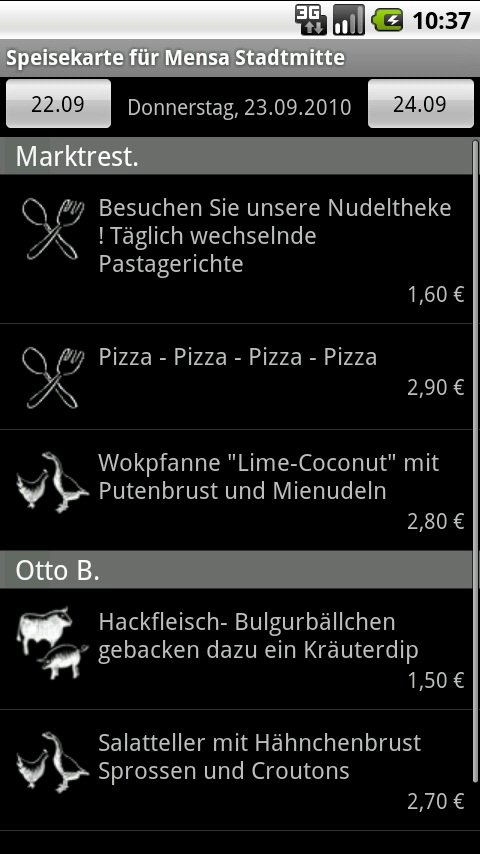 3G 10:37
Speisekarte für Mensa Stadtmitte
22.09 Donnerstag, 23.09.2010 24.09
Marktrest.
Besuchen Sie unsere Nudeltheke
! Täglich wechselnde
Pastagerichte
1,60 €
Pizza - Pizza - Pizza - Pizza
2,90 €
Wokpfanne "Lime-Coconut" mit
Putenbrust und Mienudeln
2,80 €
Otto B.
Hackfleisch- Bulgurbällchen
gebacken dazu ein Kräuterdip
1,50 €
Salatteller mit Hähnchenbrust
Sprossen und Croutons
2,70 €